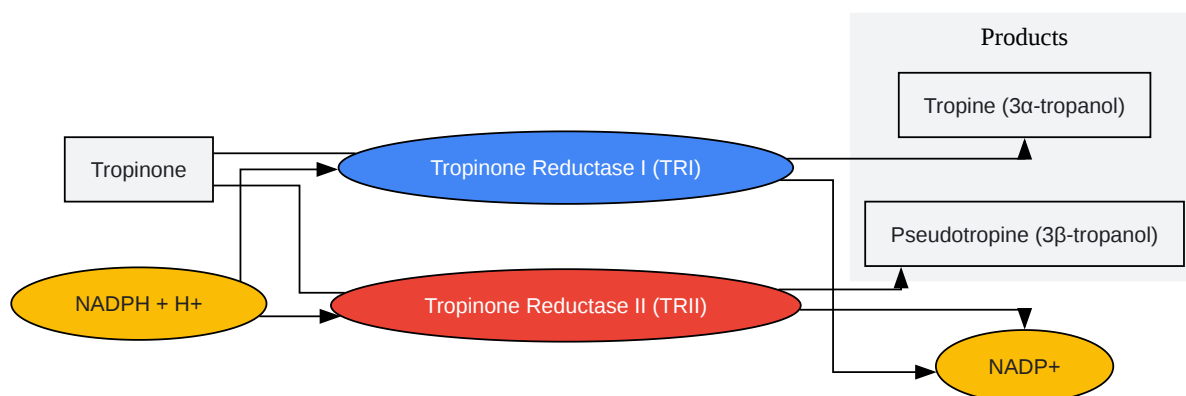 Products
Tropine (3α-tropanol)
Tropinone
Tropinone Reductase I (TRI)
Pseudotropine (3β-tropanol)
NADPH + H+
Tropinone Reductase II (TRII)
NADP+